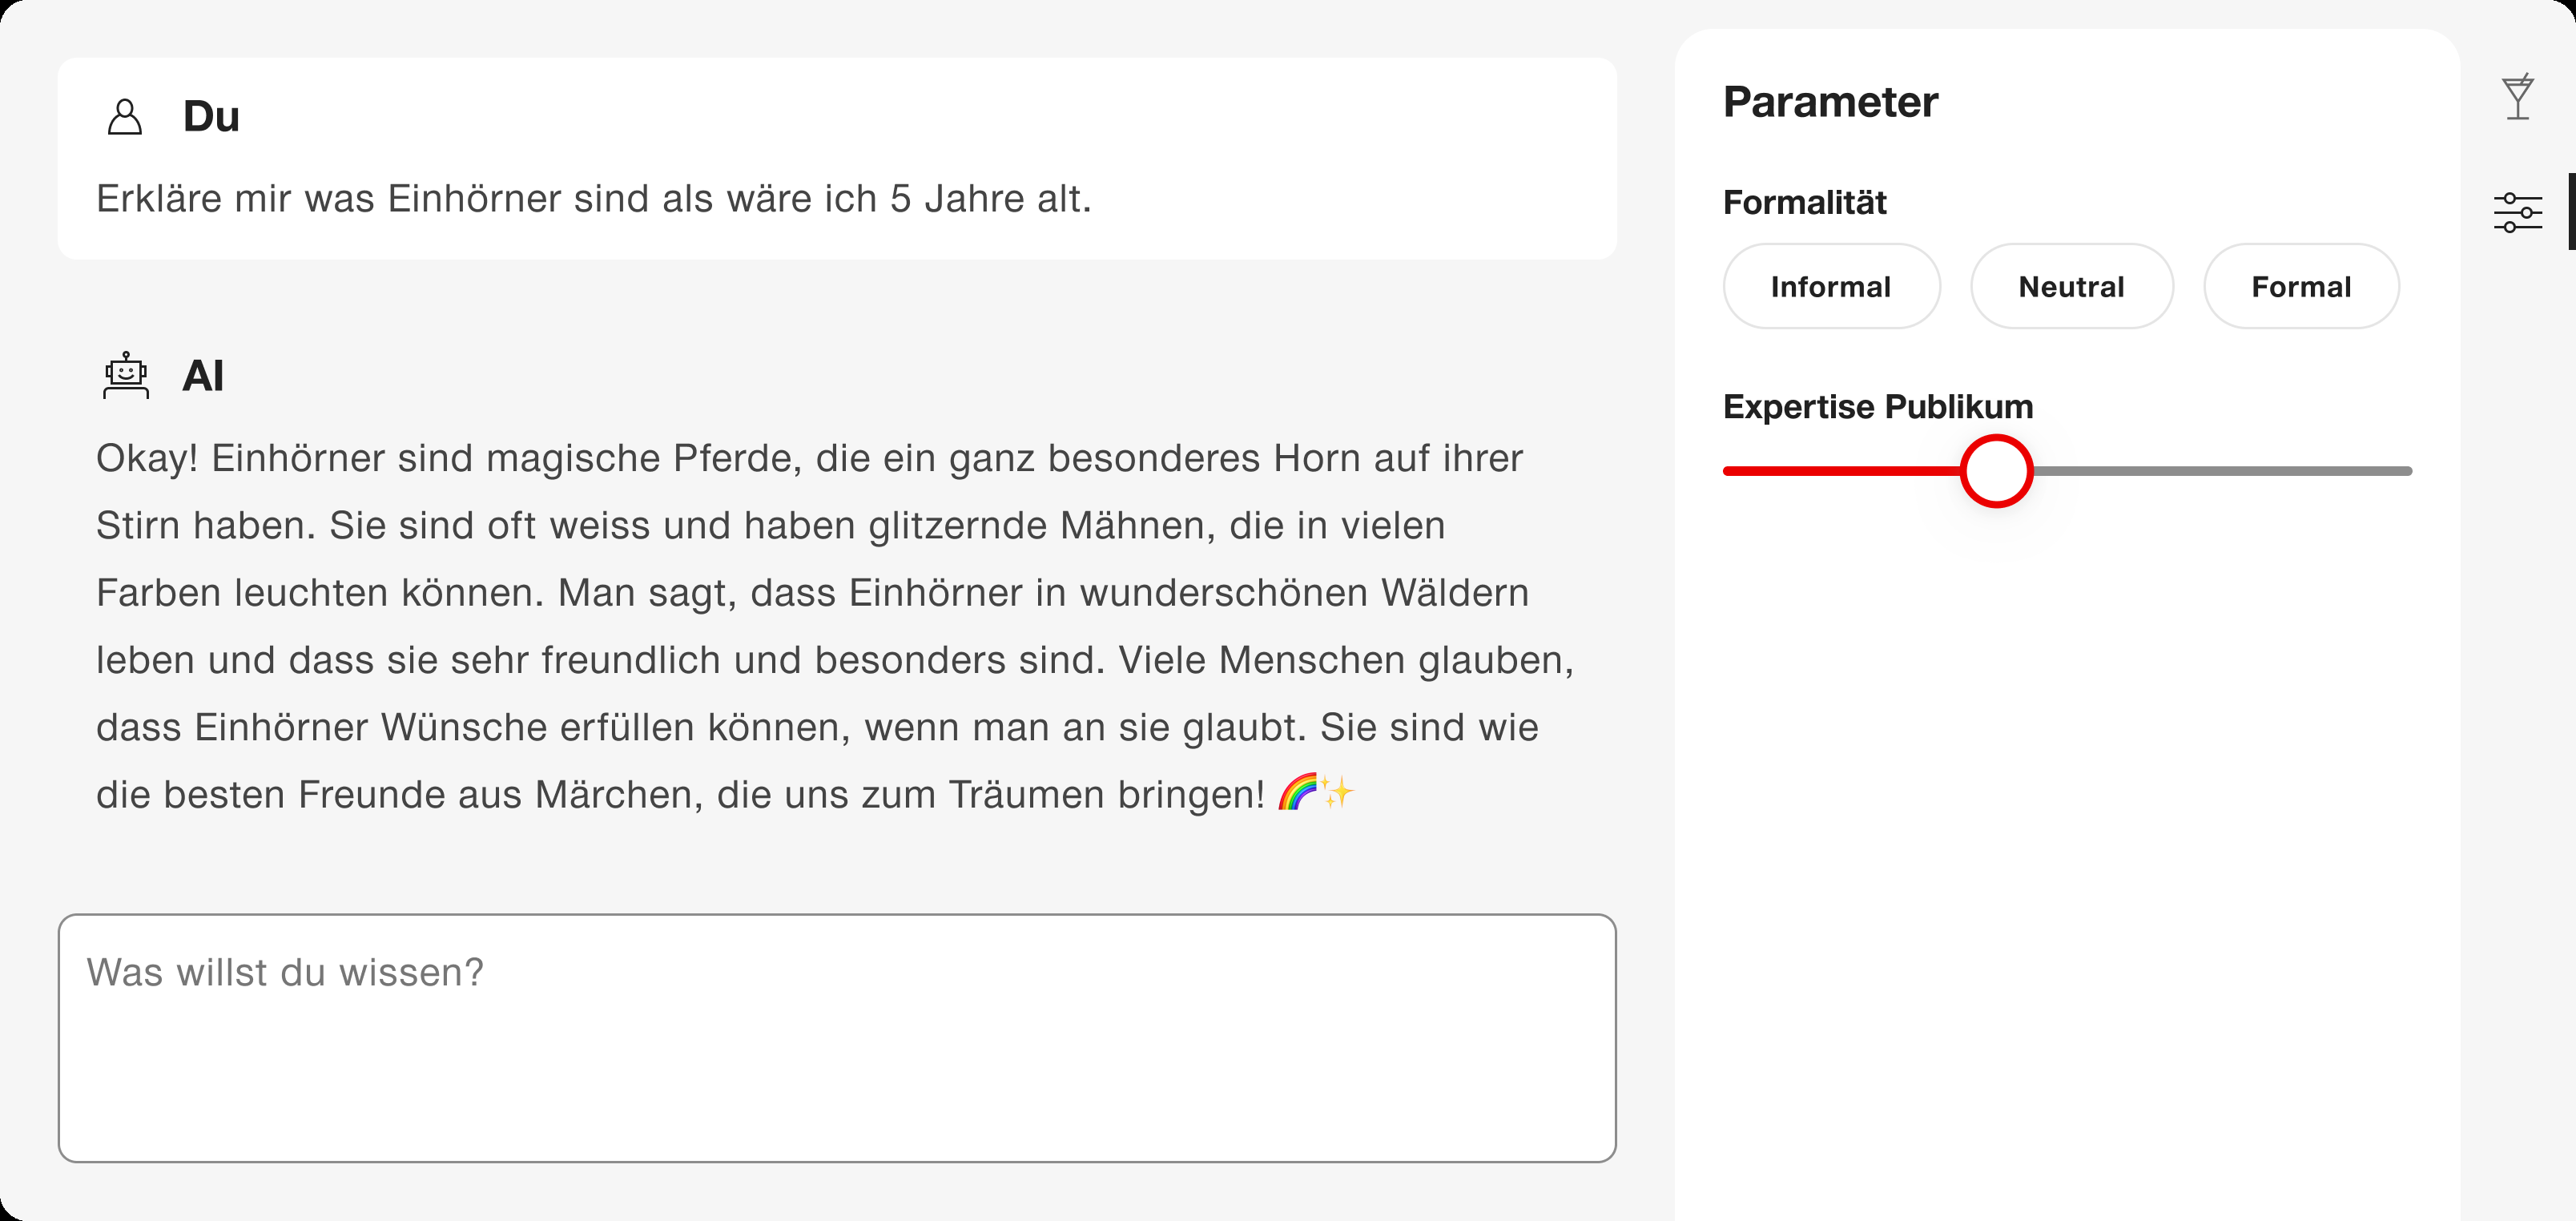 Du
Erkläre mir was Einhörner sind als wäre ich 5 Jahre alt.
AI
Okay! Einhörner sind magische Pferde, die ein ganz besonderes Horn auf ihrer
Stirn haben. Sie sind oft weiss und haben glitzernde Mähnen, die in vielen
Farben leuchten können. Man sagt, dass Einhörner in wunderschönen Wäldern
leben und dass sie sehr freundlich und besonders sind. Viele Menschen glauben,
dass Einhörner Wünsche erfüllen können, wenn man an sie glaubt. Sie sind wie
die besten Freunde aus Märchen, die uns zum Träumen bringen! 🌈✨
Was willst du wissen?
Parameter
Formalität
Informal Neutral Formal
Expertise Publikum